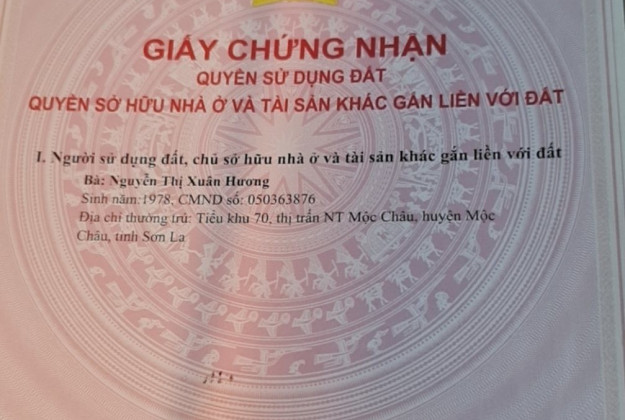 GIẤY CHỨNG NHẬN
QUYỀN SỬ DỤNG ĐẤT
QUYỀN SỞ HỮU NHÀ Ở VÀ TÀI SẢN KHÁC GẮN LIỀN VỚI ĐẤT
I. Người sử dụng đất, chủ sở hữu nhà ở và tài sản khác gắn liền với đất
Bà: Nguyễn Thị Xuân Hương
Sinh năm:1978, CMND số: 050363876
Địa chỉ thường trú: Tiểu khu 70, thị trấn NT Mộc Châu, huyện Mộc
Châu, tỉnh Sơn La